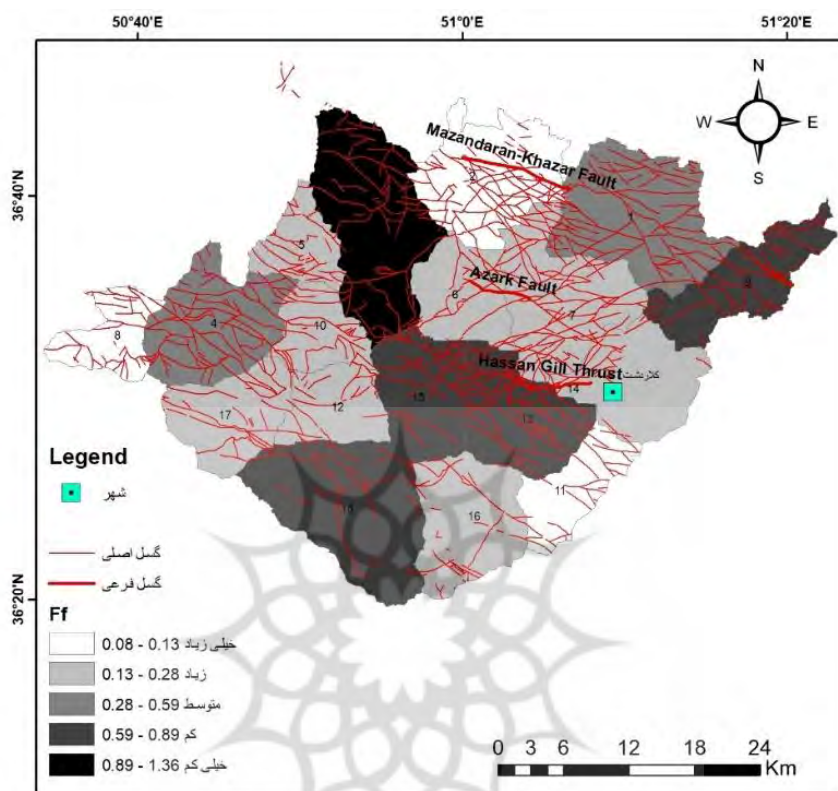 50°40'E 51°0'E 51°20'E
36°40'N
36°20'N
N
W E
S
Mazandaran-Khazar Fault
Azark Fault
Hassan Gill Thrust
کلاردشت
1
4
5
6
7
8
10
11
12
13
14
15
16
17
Legend
شهر
گسل اصلی
گسل فرعی
Ff
0.08 - 0.13 خیلی زیاد
0.13 - 0.28 زیاد
0.28 - 0.59 متوسط
0.59 - 0.89 کم
0.89 - 1.36 خیلی کم
0 3 6 12 18 24
Km